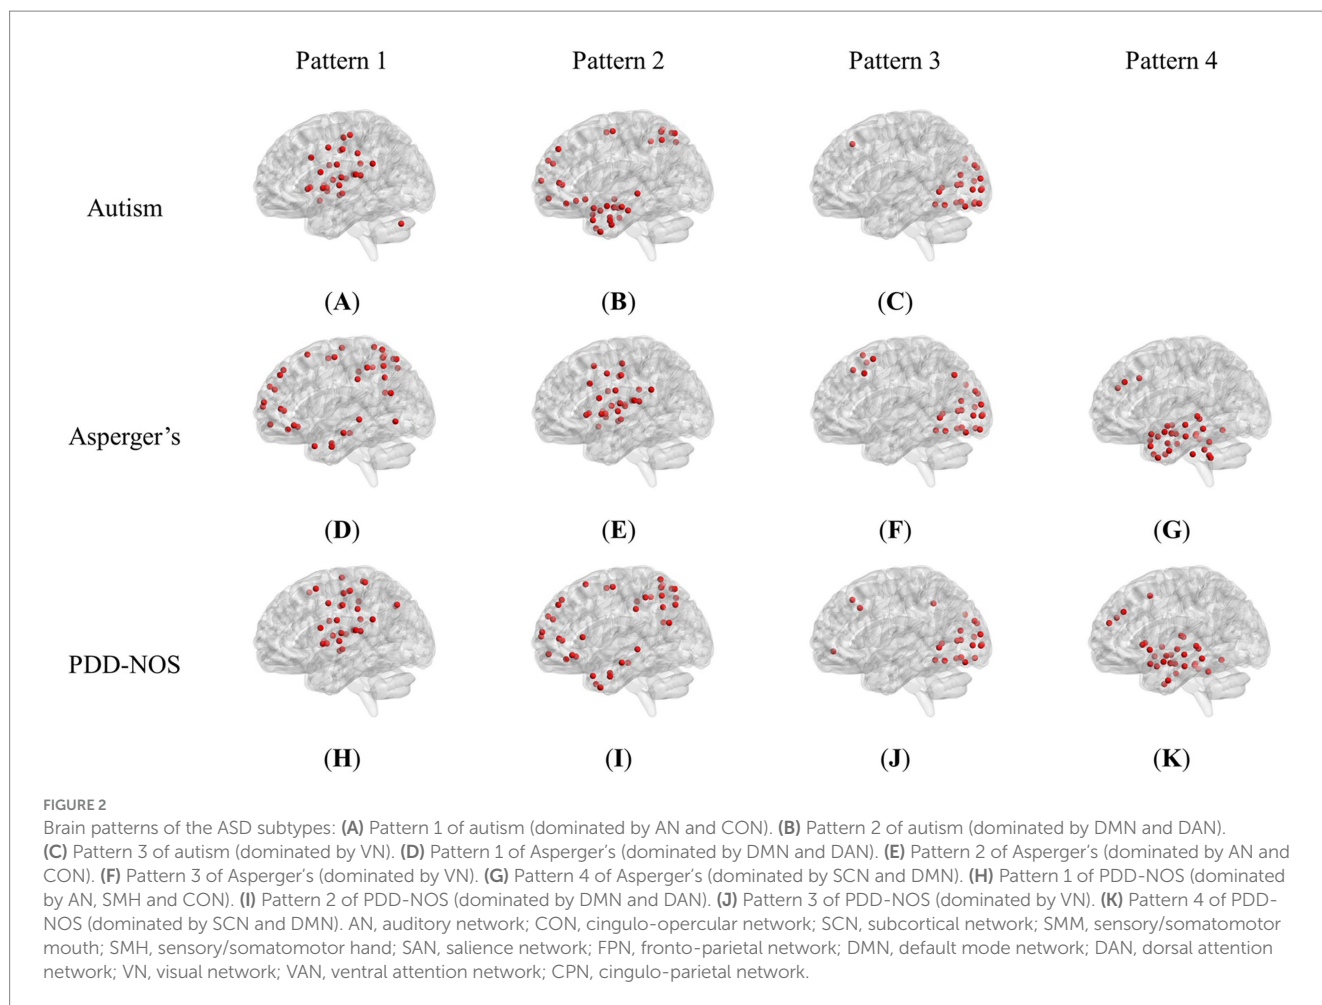 Pattern 1 Pattern 2 Pattern 3 Pattern 4
Autism
(A) (B) (C)
Asperger’s
(D) (E) (F) (G)
PDD-NOS
(H) (I) (J) (K)
FIGURE 2
Brain patterns of the ASD subtypes: (A) Pattern 1 of autism (dominated by AN and CON). (B) Pattern 2 of autism (dominated by DMN and DAN).
(C) Pattern 3 of autism (dominated by VN). (D) Pattern 1 of Asperger’s (dominated by DMN and DAN). (E) Pattern 2 of Asperger’s (dominated by AN and
CON). (F) Pattern 3 of Asperger’s (dominated by VN). (G) Pattern 4 of Asperger’s (dominated by SCN and DMN). (H) Pattern 1 of PDD-NOS (dominated
by AN, SMH and CON). (I) Pattern 2 of PDD-NOS (dominated by DMN and DAN). (J) Pattern 3 of PDD-NOS (dominated by VN). (K) Pattern 4 of PDD-
NOS (dominated by SCN and DMN). AN, auditory network; CON, cingulo-opercular network; SCN, subcortical network; SMM, sensory/somatomotor
mouth; SMH, sensory/somatomotor hand; SAN, salience network; FPN, fronto-parietal network; DMN, default mode network; DAN, dorsal attention
network; VN, visual network; VAN, ventral attention network; CPN, cingulo-parietal network.